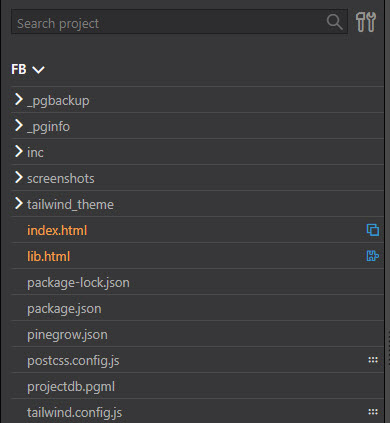 Search project
FB
_pgbackup
_pginfo
inc
screenshots
tailwind_theme
index.html
lib.html
package-lock.json
package.json
pinegrow.json
postcss.config.js
projectdb.pgml
tailwind.config.js